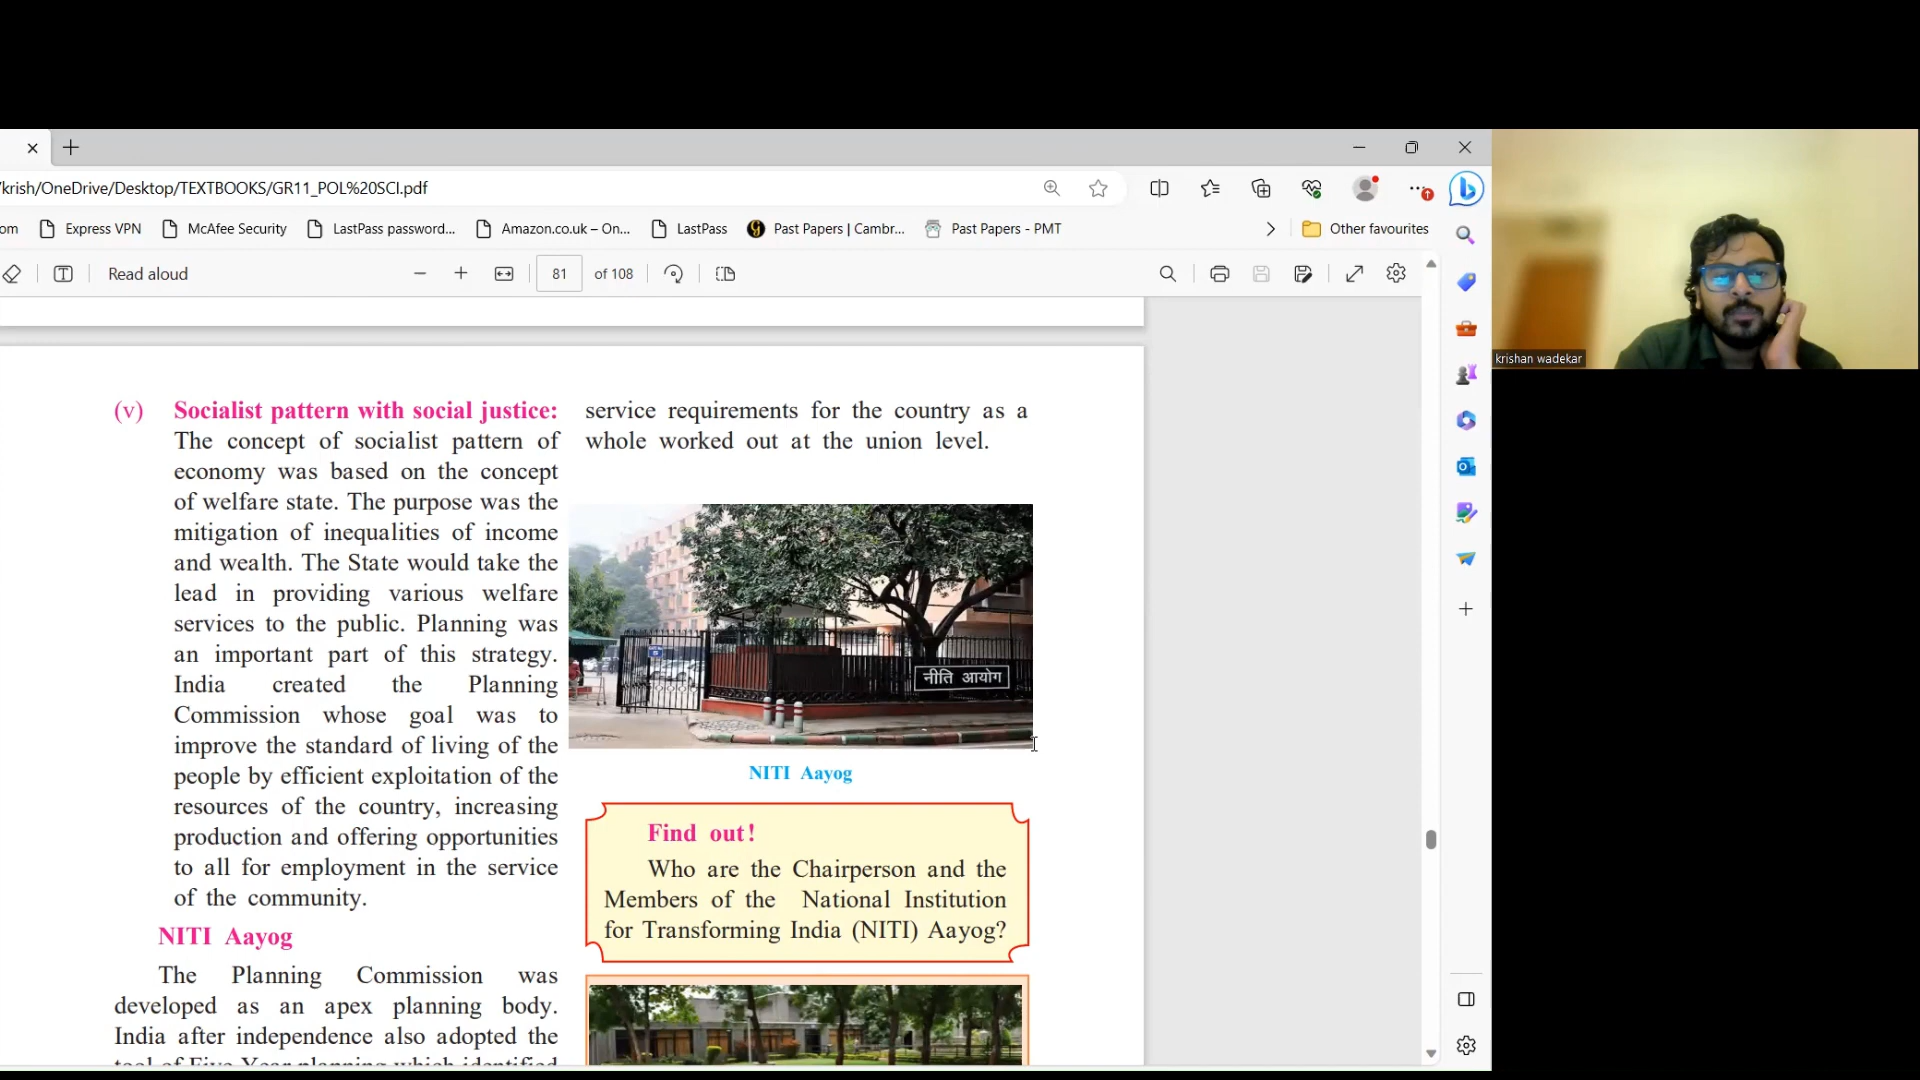 /krish/OneDrive/Desktop/TEXTBOOKS/GR11_POL%20SCI.pdf
om Express VPN McAfee Security LastPass password... Amazon.co.uk – On... LastPass Past Papers | Cambr... Past Papers - PMT Other favourites
Read aloud 81 of 108
krishan wadekar
(v) Socialist pattern with social justice:
The concept of socialist pattern of
economy was based on the concept
of welfare state. The purpose was the
mitigation of inequalities of income
and wealth. The State would take the
lead in providing various welfare
services to the public. Planning was
an important part of this strategy.
India created the Planning
Commission whose goal was to
improve the standard of living of the
people by efficient exploitation of the
resources of the country, increasing
production and offering opportunities
to all for employment in the service
of the community.
NITI Aayog
The Planning Commission was
developed as an apex planning body.
India after independence also adopted the
tool of Five Year planning which identified
service requirements for the country as a
whole worked out at the union level.
नीति आयोग
NITI Aayog
Find out!
Who are the Chairperson and the
Members of the National Institution
for Transforming India (NITI) Aayog?